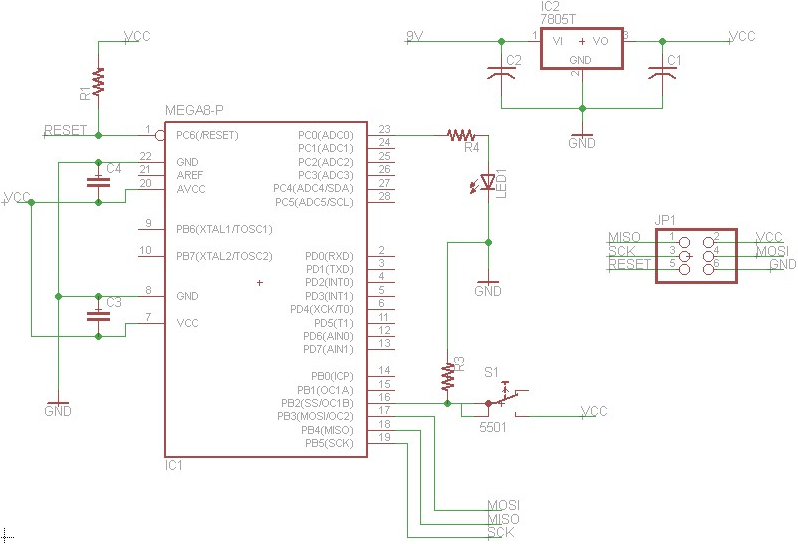 IC2
7805T
VCC
9V
1
VI
+
VO
3
VCC
GND
2
C2
C1
GND
R1
RESET
MEGA8-P
1
PC6(/RESET)
22
GND
21
AREF
20
AVCC
C4
VCC
9
PB6(XTAL1/TOSC1)
10
PB7(XTAL2/TOSC2)
8
GND
C3
7
VCC
GND
PC0(ADC0)
23
PC1(ADC1)
24
PC2(ADC2)
25
PC3(ADC3)
26
PC4(ADC4/SDA)
27
PC5(ADC5/SCL)
28
PD0(RXD)
2
PD1(TXD)
3
PD2(INT0)
4
PD3(INT1)
5
PD4(XCK/T0)
6
PD5(T1)
11
PD6(AIN0)
12
PD7(AIN1)
13
PB0(ICP)
14
PB1(OC1A)
15
PB2(SS/OC1B)
16
PB3(MOSI/OC2)
17
PB4(MISO)
18
PB5(SCK)
19
IC1
R4
LED1
GND
R3
S1
5501
VCC
JP1
MISO
1
2
VCC
SCK
3
4
MOSI
RESET
5
6
GND
MOSI
MISO
SCK